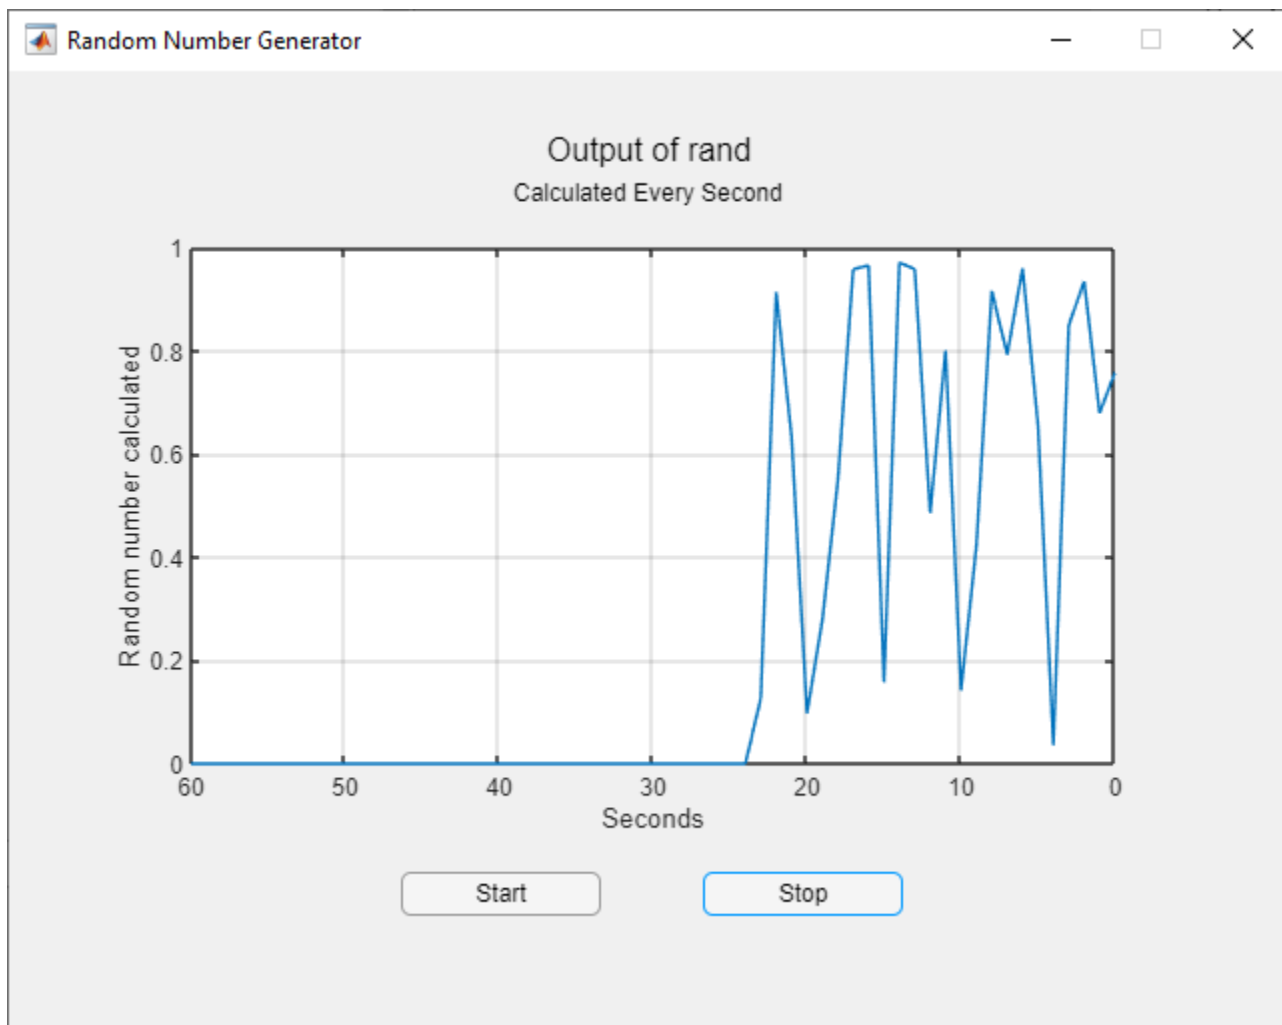 Random Number Generator
Output of rand
Calculated Every Second
Random number calculated
1
0.8
0.6
0.4
0.2
0
60 50 40 30 20 10 0
Seconds
Start Stop